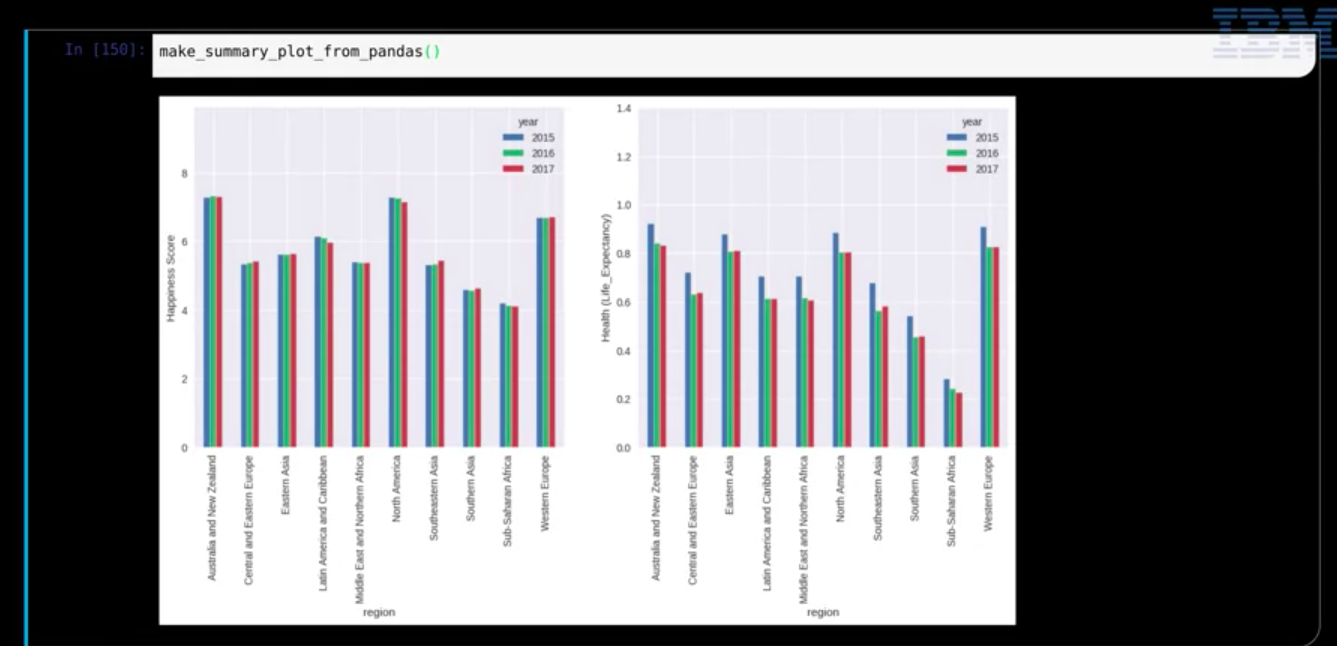 IBM
In [150]: make_summary_plot_from_pandas()
Happiness Score
8
6
4
2
0
year
2015
2016
2017
Australia and New Zealand
Central and Eastern Europe
Eastern Asia
Latin America and Caribbean
Middle East and Northern Africa
North America
Southeastern Asia
Southern Asia
Sub-Saharan Africa
Western Europe
region
Health (Life_Expectancy)
1.4
1.2
1.0
0.8
0.6
0.4
0.2
0.0
year
2015
2016
2017
Australia and New Zealand
Central and Eastern Europe
Eastern Asia
Latin America and Caribbean
Middle East and Northern Africa
North America
Southeastern Asia
Southern Asia
Sub-Saharan Africa
Western Europe
region